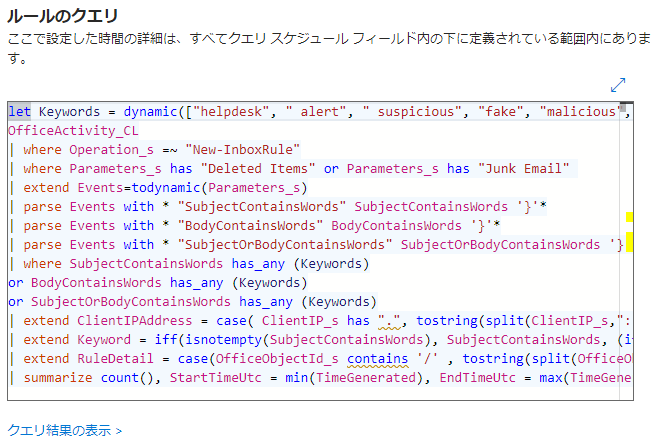 ルールのクエリ
ここで設定した時間の詳細は、すべてクエリ スケジュール フィールド内の下に定義されている範囲内にありま
す。
let Keywords = dynamic(["helpdesk", " alert", " suspicious", "fake", "malicious",
OfficeActivity_CL
| where Operation_s =~ "New-InboxRule"
| where Parameters_s has "Deleted Items" or Parameters_s has "Junk Email"
| extend Events=todynamic(Parameters_s)
| parse Events with * "SubjectContainsWords" SubjectContainsWords '}'*
| parse Events with * "BodyContainsWords" BodyContainsWords '}'*
| parse Events with * "SubjectOrBodyContainsWords" SubjectOrBodyContainsWords '}
| where SubjectContainsWords has_any (Keywords)
or BodyContainsWords has_any (Keywords)
or SubjectOrBodyContainsWords has_any (Keywords)
| extend ClientIPAddress = case( ClientIP_s has ".", tostring(split(ClientIP_s,":
| extend Keyword = iff(isnotempty(SubjectContainsWords), SubjectContainsWords, (i
| extend RuleDetail = case(OfficeObjectId_s contains '/' , tostring(split(OfficeO
| summarize count(), StartTimeUtc = min(TimeGenerated), EndTimeUtc = max(TimeGene
クエリ結果の表示 >